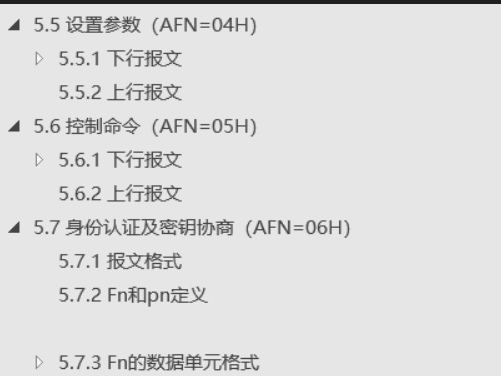 5.5 设置参数（AFN=04H）
5.5.1 下行报文
5.5.2 上行报文
5.6 控制命令（AFN=05H）
5.6.1 下行报文
5.6.2 上行报文
5.7 身份认证及密钥协商（AFN=06H）
5.7.1 报文格式
5.7.2 Fn和pn定义
5.7.3 Fn的数据单元格式